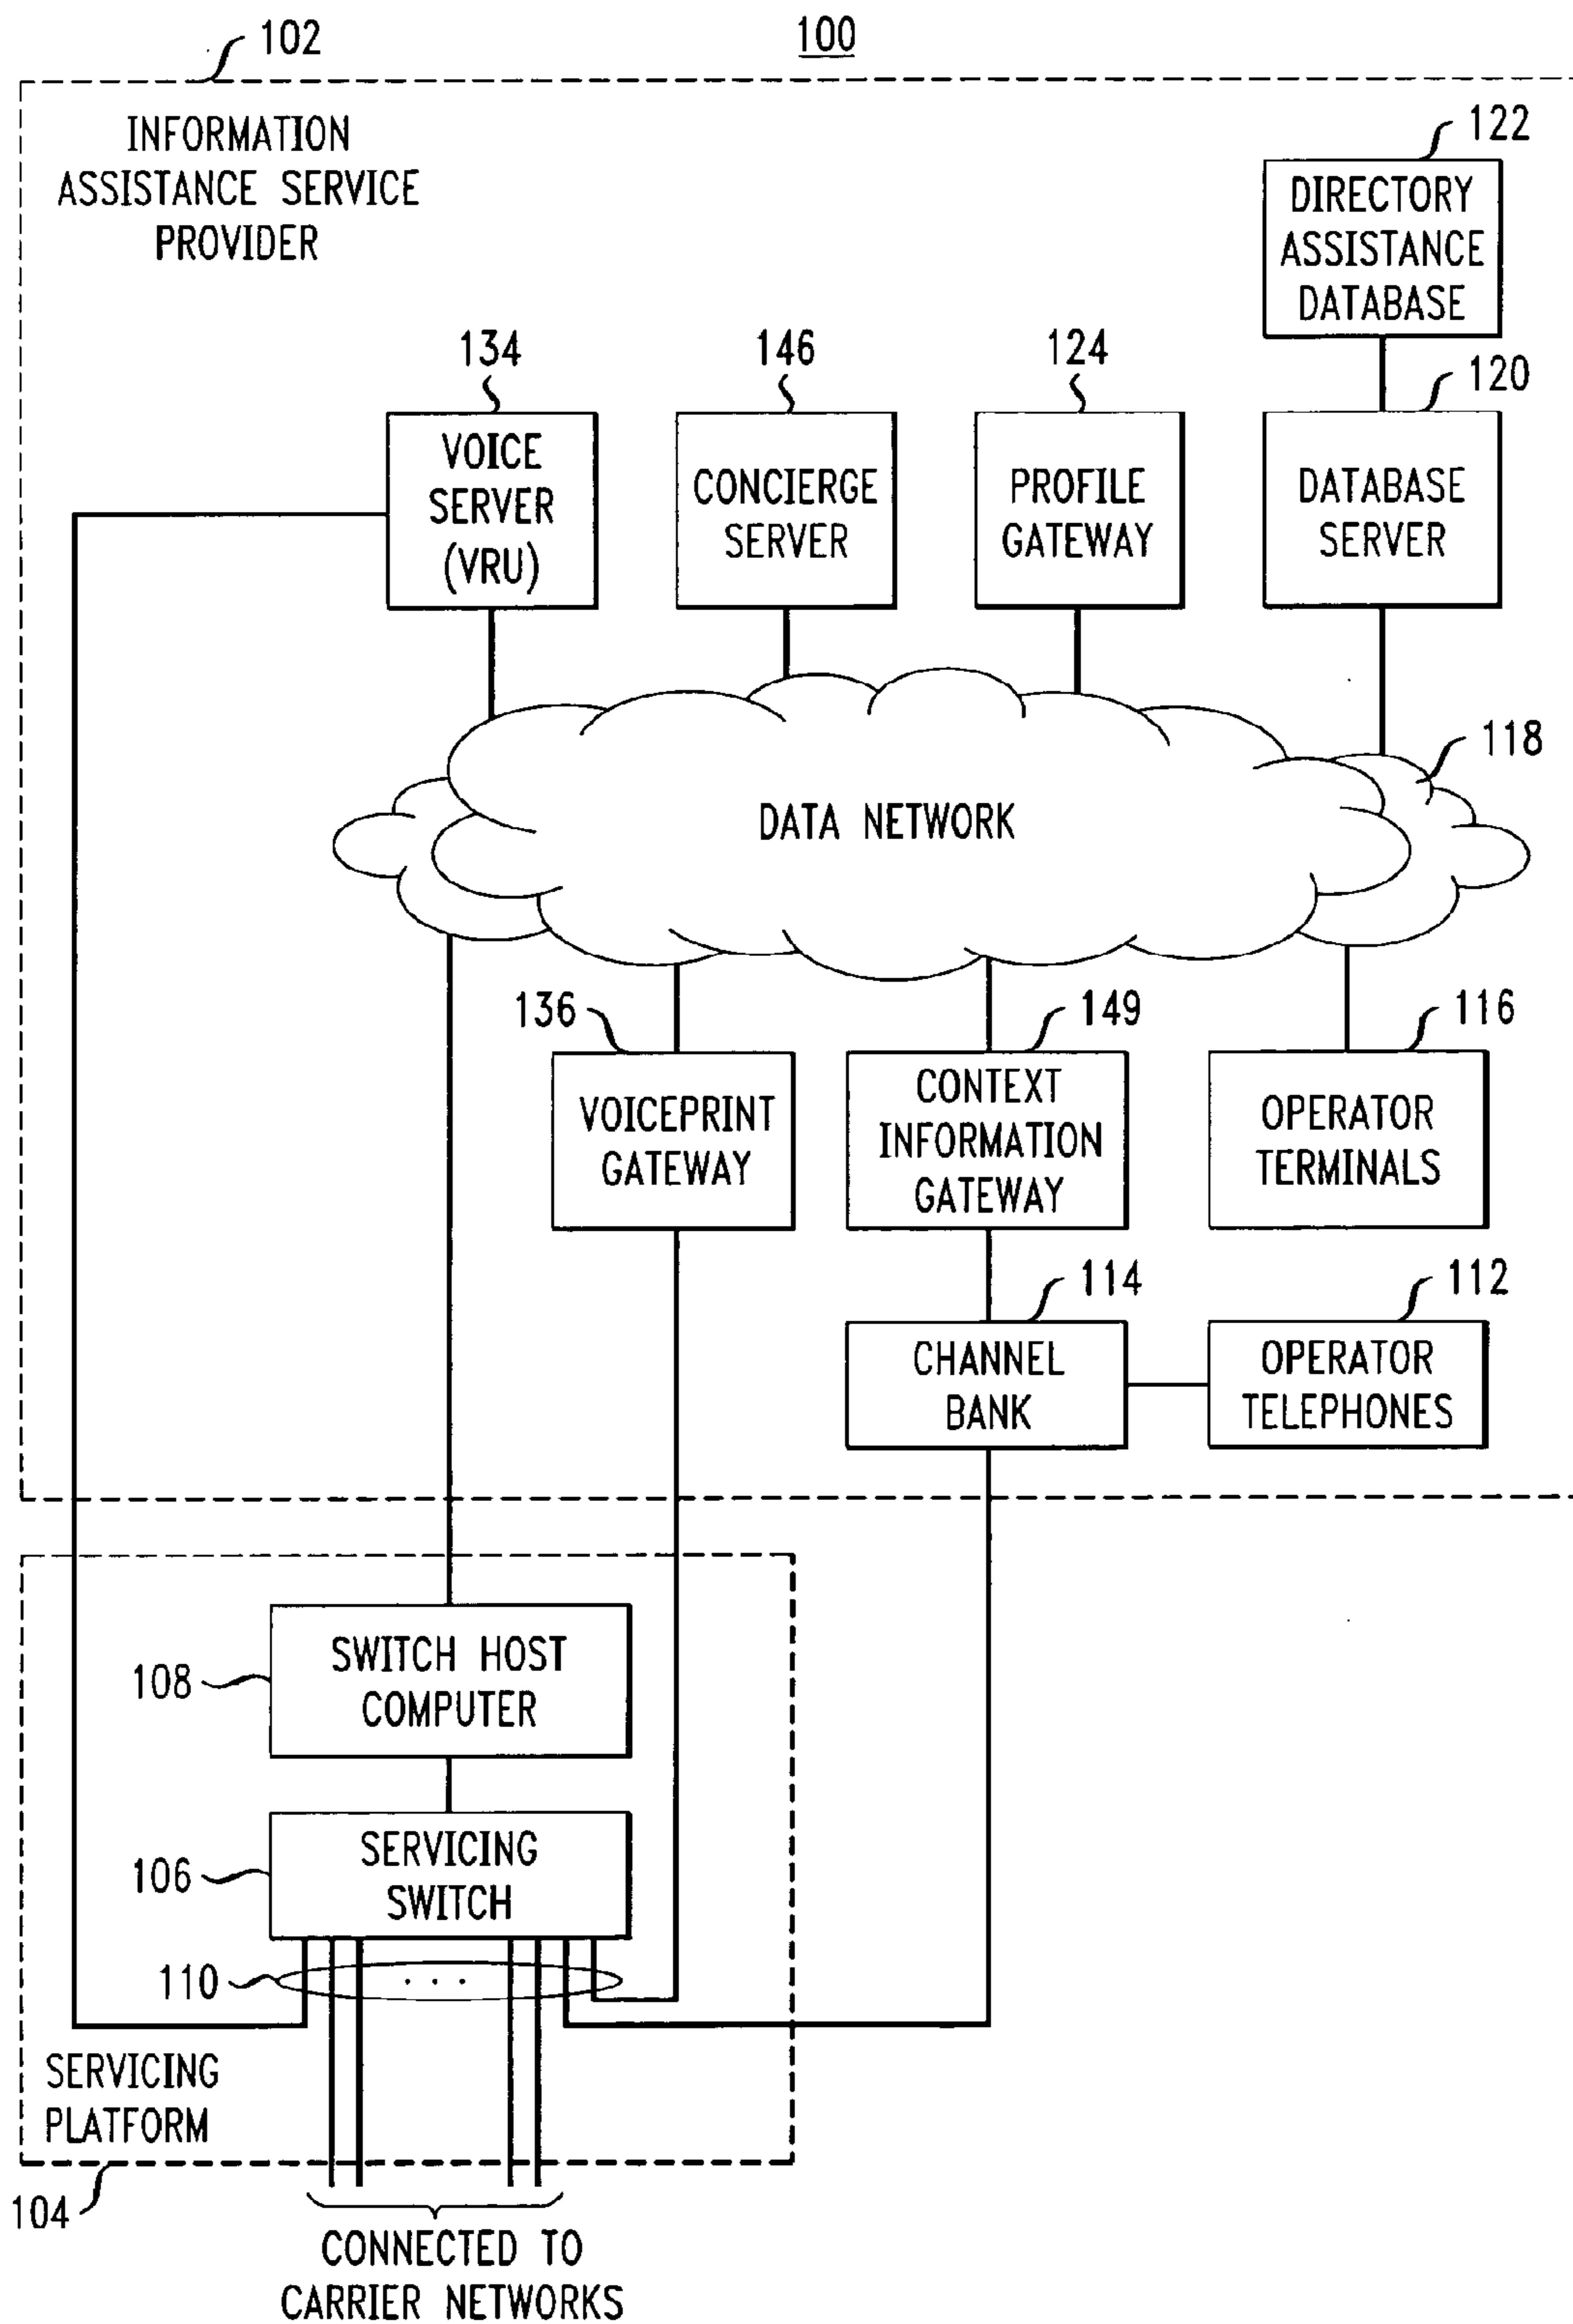 100
102
INFORMATION
ASSISTANCE SERVICE
PROVIDER
122
DIRECTORY
ASSISTANCE
DATABASE
134
146
124
120
VOICE
SERVER
(VRU)
CONCIERGE
SERVER
PROFILE
GATEWAY
DATABASE
SERVER
118
DATA NETWORK
136
149
116
VOICEPRINT
GATEWAY
CONTEXT
INFORMATION
GATEWAY
OPERATOR
TERMINALS
114
112
CHANNEL
BANK
OPERATOR
TELEPHONES
108
SWITCH HOST
COMPUTER
106
SERVICING
SWITCH
110
. . .
SERVICING
PLATFORM
104
CONNECTED TO
CARRIER NETWORKS